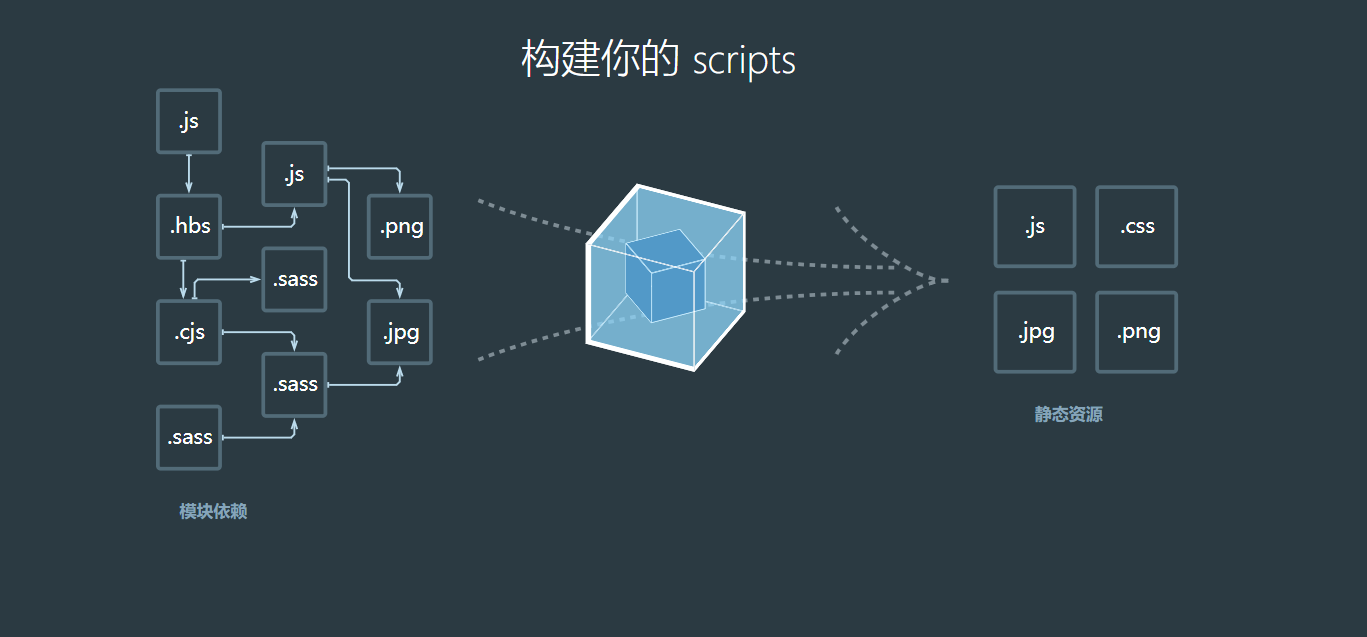 构建你的 scripts
.js
.js
.hbs
.png
.sass
.cjs
.jpg
.sass
.sass
模块依赖
.js
.css
.jpg
.png
静态资源